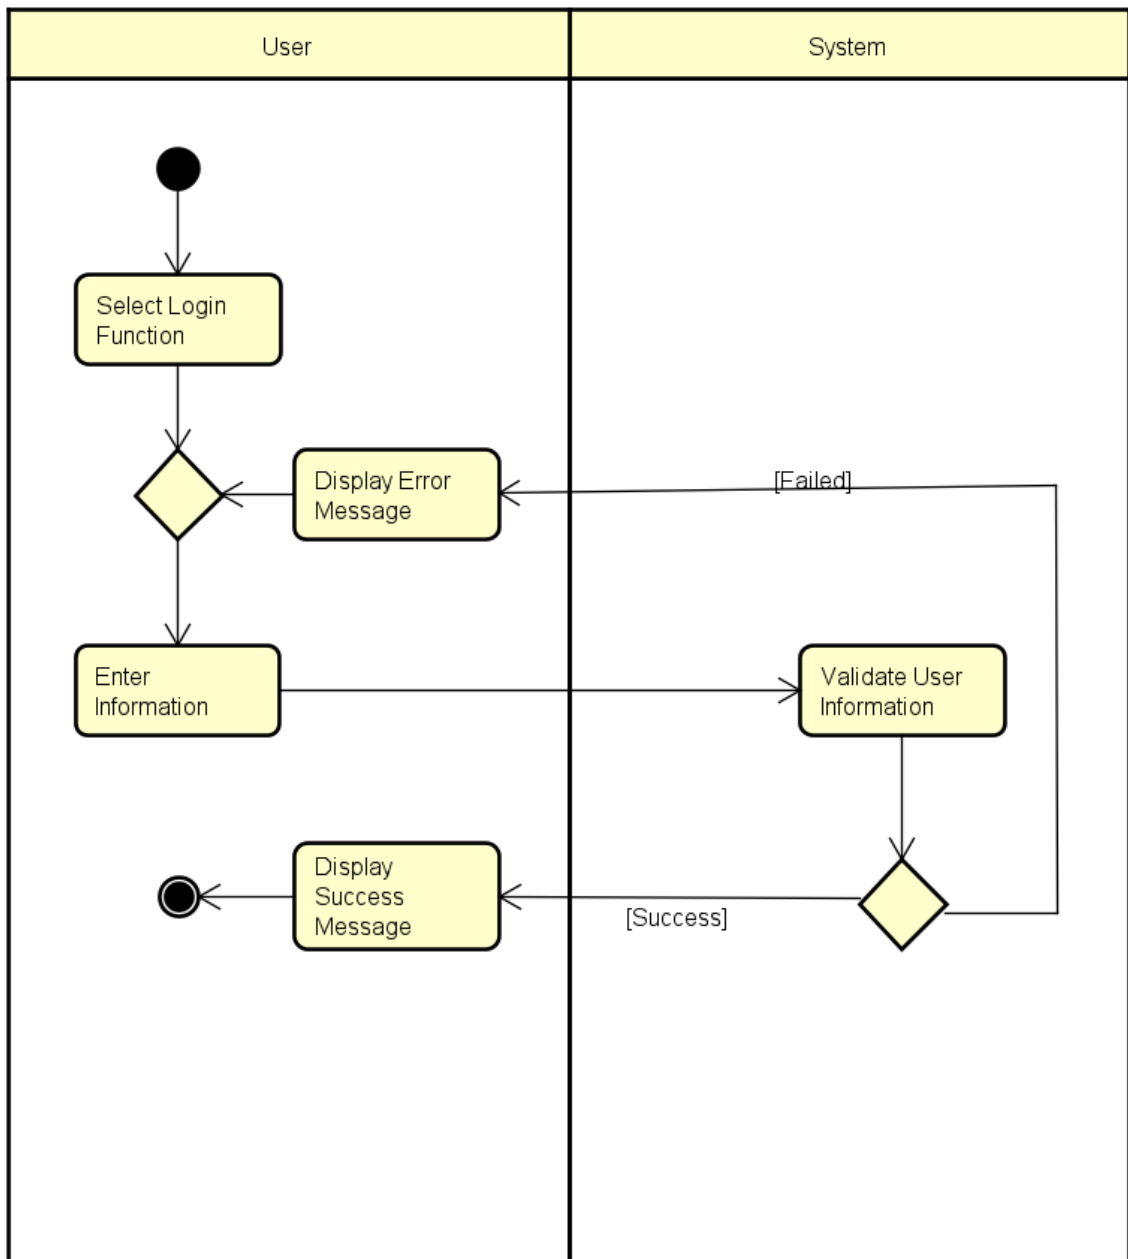 User
System
Select Login
Function
Display Error
Message
[Failed]
Enter
Information
Validate User
Information
Display
Success
Message
[Success]